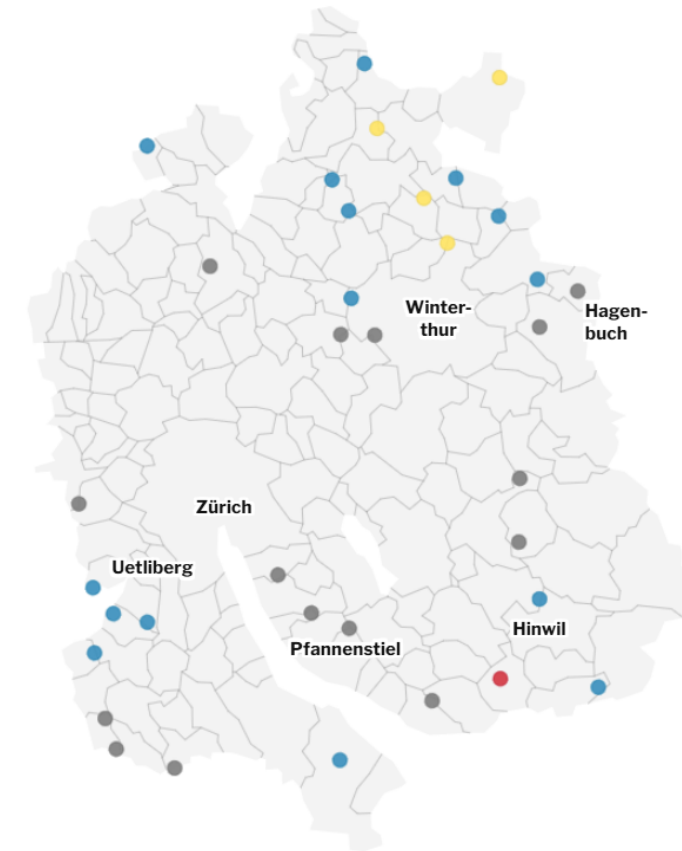 Winter-
thur
Hagen-
buch
Zürich
Uetliberg
Hinwil
Pfannenstiel